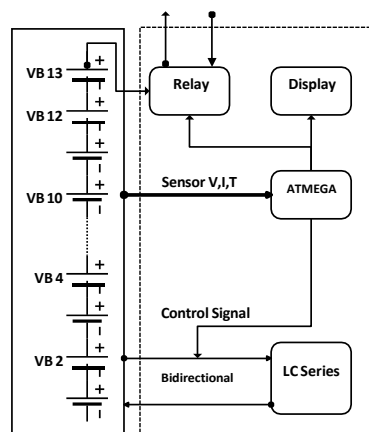 VB 13
+
Relay
Display
VB 12
+
+
VB 10
+
Sensor V,I,T
ATMEGA
VB 4
+
+
Control Signal
VB 2
+
Bidirectional
LC Series
+